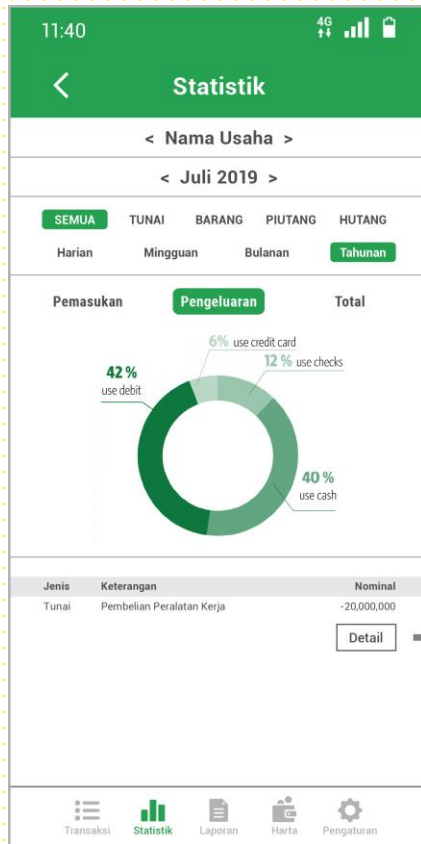 11:40 4G
Statistik
< Nama Usaha >
< Juli 2019 >
SEMUA TUNAI BARANG PIUTANG HUTANG
Harian Mingguan Bulanan Tahunan
Pemasukan Pengeluaran Total
6% use credit card
12 % use checks
42 %
use debit
40 %
use cash
Jenis Keterangan Nominal
Tunai Pembelian Peralatan Kerja -20,000,000
Detail
Transaksi Statistik Laporan Harta Pengaturan